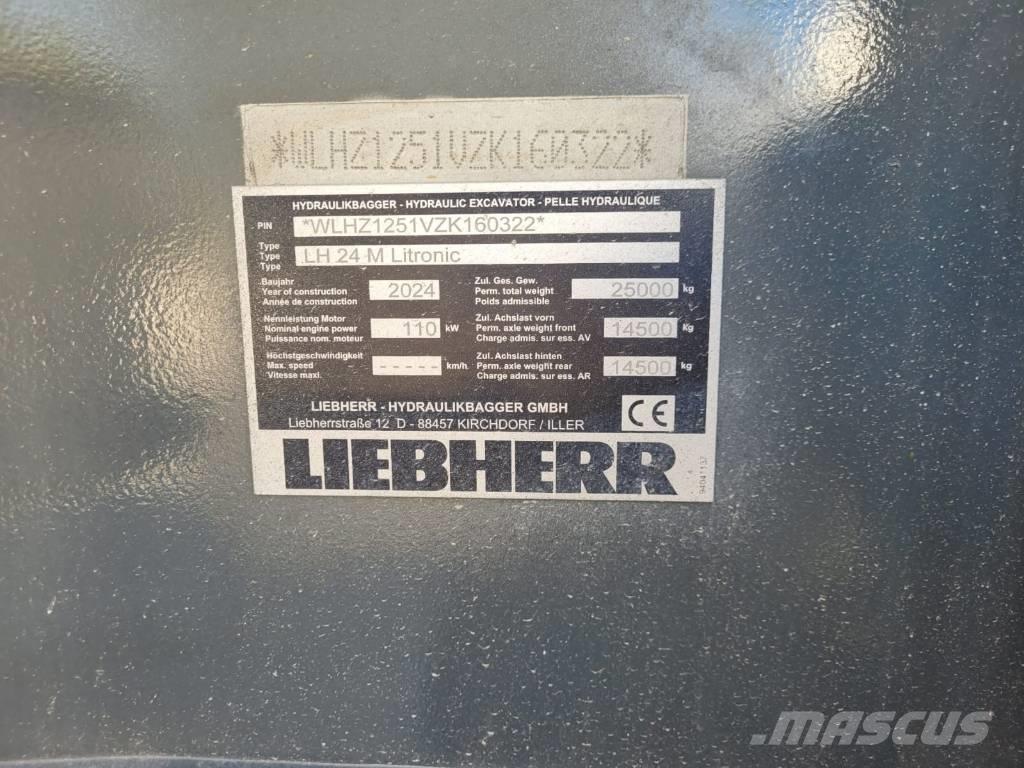 *WLHZ1251VZK160322*
HYDRAULIKBAGGER - HYDRAULIC EXCAVATOR - PELLE HYDRAULIQUE
PIN *WLHZ1251VZK160322*
Type
Type LH 24 M Litronic
Type
Baujahr
Year of construction 2024
Année de construction
Zul. Ges. Gew.
Perm. total weight 25000 kg
Poids admissible
Nennleistung Motor
Nominal engine power 110 kW
Puissance nom. moteur
Zul. Achslast vorn
Perm. axle weight front 14500 Kg
Charge admis. sur ess. AV
Höchstgeschwindigkeit
Max. speed - - - - - km/h.
Vitesse maxi.
Zul. Achslast hinten
Perm. axle weight rear 14500 kg
Charge admis. sur ess. AR
LIEBHERR - HYDRAULIKBAGGER GMBH
Liebherrstraße 12 D - 88457 KIRCHDORF / ILLER
CE
LIEBHERR
MASCUS